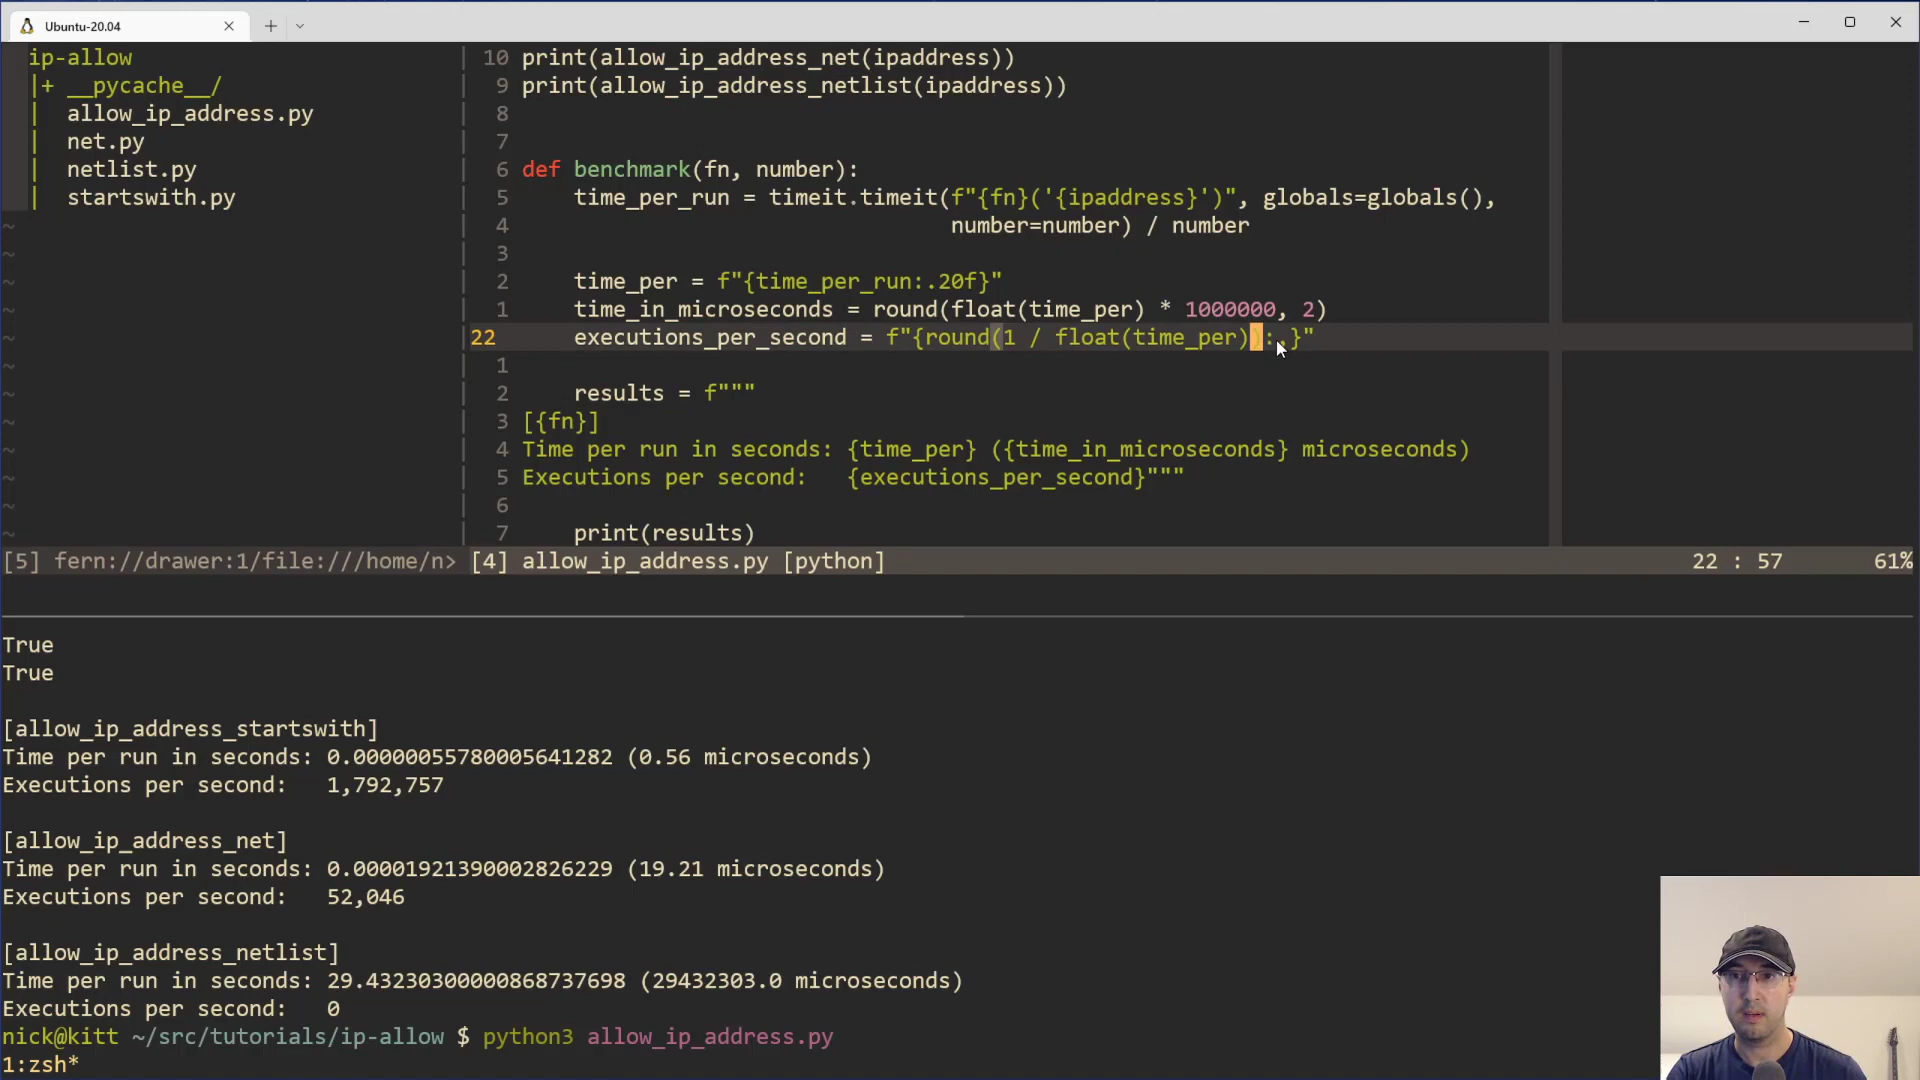 Ubuntu-20.04
ip-allow
|+ __pycache__/
| allow_ip_address.py
| net.py
| netlist.py
| startswith.py
~
~
~
~
~
~
~
~
~
~
~
~
10 print(allow_ip_address_net(ipaddress))
9 print(allow_ip_address_netlist(ipaddress))
8
7
6 def benchmark(fn, number):
5     time_per_run = timeit.timeit(f"{fn}('{ipaddress}')", globals=globals(),
4                                  number=number) / number
3
2     time_per = f"{time_per_run:.20f}"
1     time_in_microseconds = round(float(time_per) * 1000000, 2)
22     executions_per_second = f"{round(1 / float(time_per)):,}"
1
2     results = f"""
3 [{fn}]
4 Time per run in seconds: {time_per} ({time_in_microseconds} microseconds)
5 Executions per second:   {executions_per_second}"""
6
7     print(results)
[5] fern://drawer:1/file:///home/n> [4] allow_ip_address.py [python] 22 : 57 61%
True
True
[allow_ip_address_startswith]
Time per run in seconds: 0.00000055780005641282 (0.56 microseconds)
Executions per second:   1,792,757
[allow_ip_address_net]
Time per run in seconds: 0.00001921390002826229 (19.21 microseconds)
Executions per second:   52,046
[allow_ip_address_netlist]
Time per run in seconds: 29.43230300000868737698 (29432303.0 microseconds)
Executions per second:   0
nick@kitt ~/src/tutorials/ip-allow $ python3 allow_ip_address.py
1:zsh*